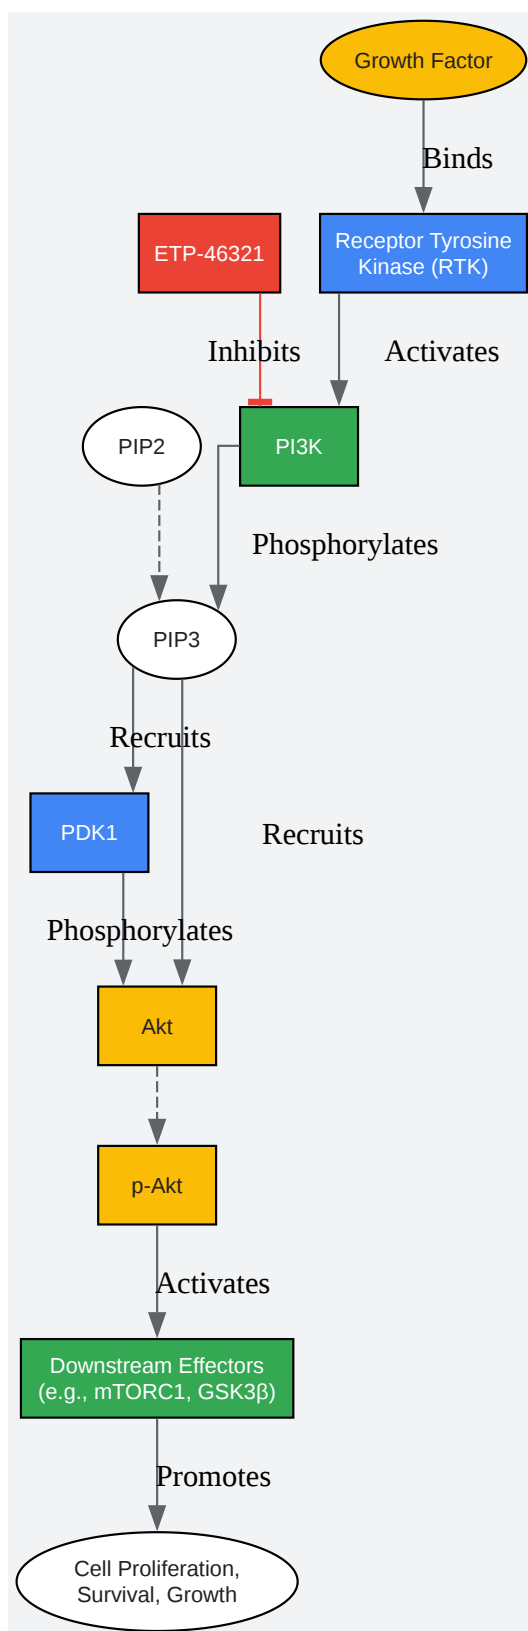 Growth Factor
Binds
ETP-46321
Receptor Tyrosine
Kinase (RTK)
Inhibits
Activates
PIP2
PI3K
Phosphorylates
PIP3
Recruits
PDK1
Recruits
Phosphorylates
Akt
p-Akt
Activates
Downstream Effectors
(e.g., mTORC1, GSK3β)
Promotes
Cell Proliferation,
Survival, Growth